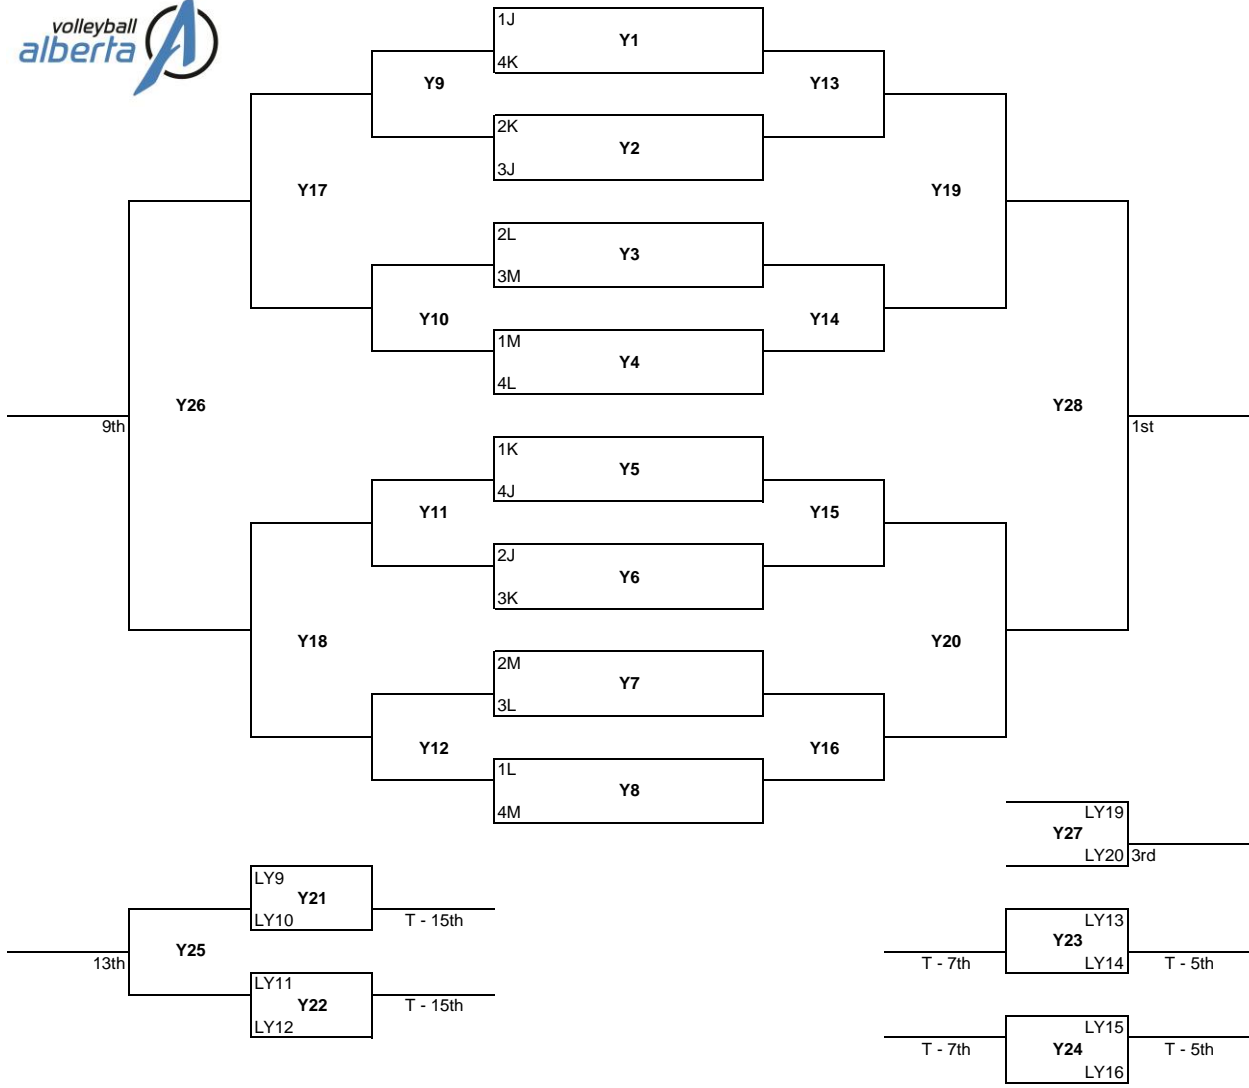 volleyball
alberta
1J
Y1
4K
Y9
Y13
2K
Y2
3J
Y17
Y19
2L
Y3
3M
Y10
Y14
1M
Y4
4L
Y26
Y28
9th
1st
1K
Y5
4J
Y11
Y15
2J
Y6
3K
Y18
Y20
2M
Y7
3L
Y12
Y16
1L
Y8
4M
LY19
Y27
LY20 3rd
LY9
Y21
LY10
T - 15th
Y25
13th
LY11
Y22
LY12
T - 15th
LY13
Y23
LY14
T - 7th
T - 5th
LY15
Y24
LY16
T - 7th
T - 5th